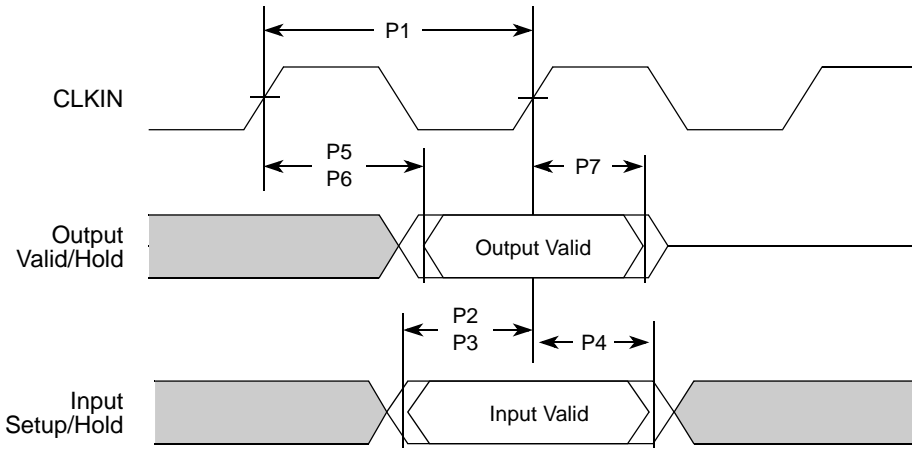 P1
CLKIN
P5
P6
P7
Output
Valid/Hold
Output Valid
P2
P3
P4
Input
Setup/Hold
Input Valid